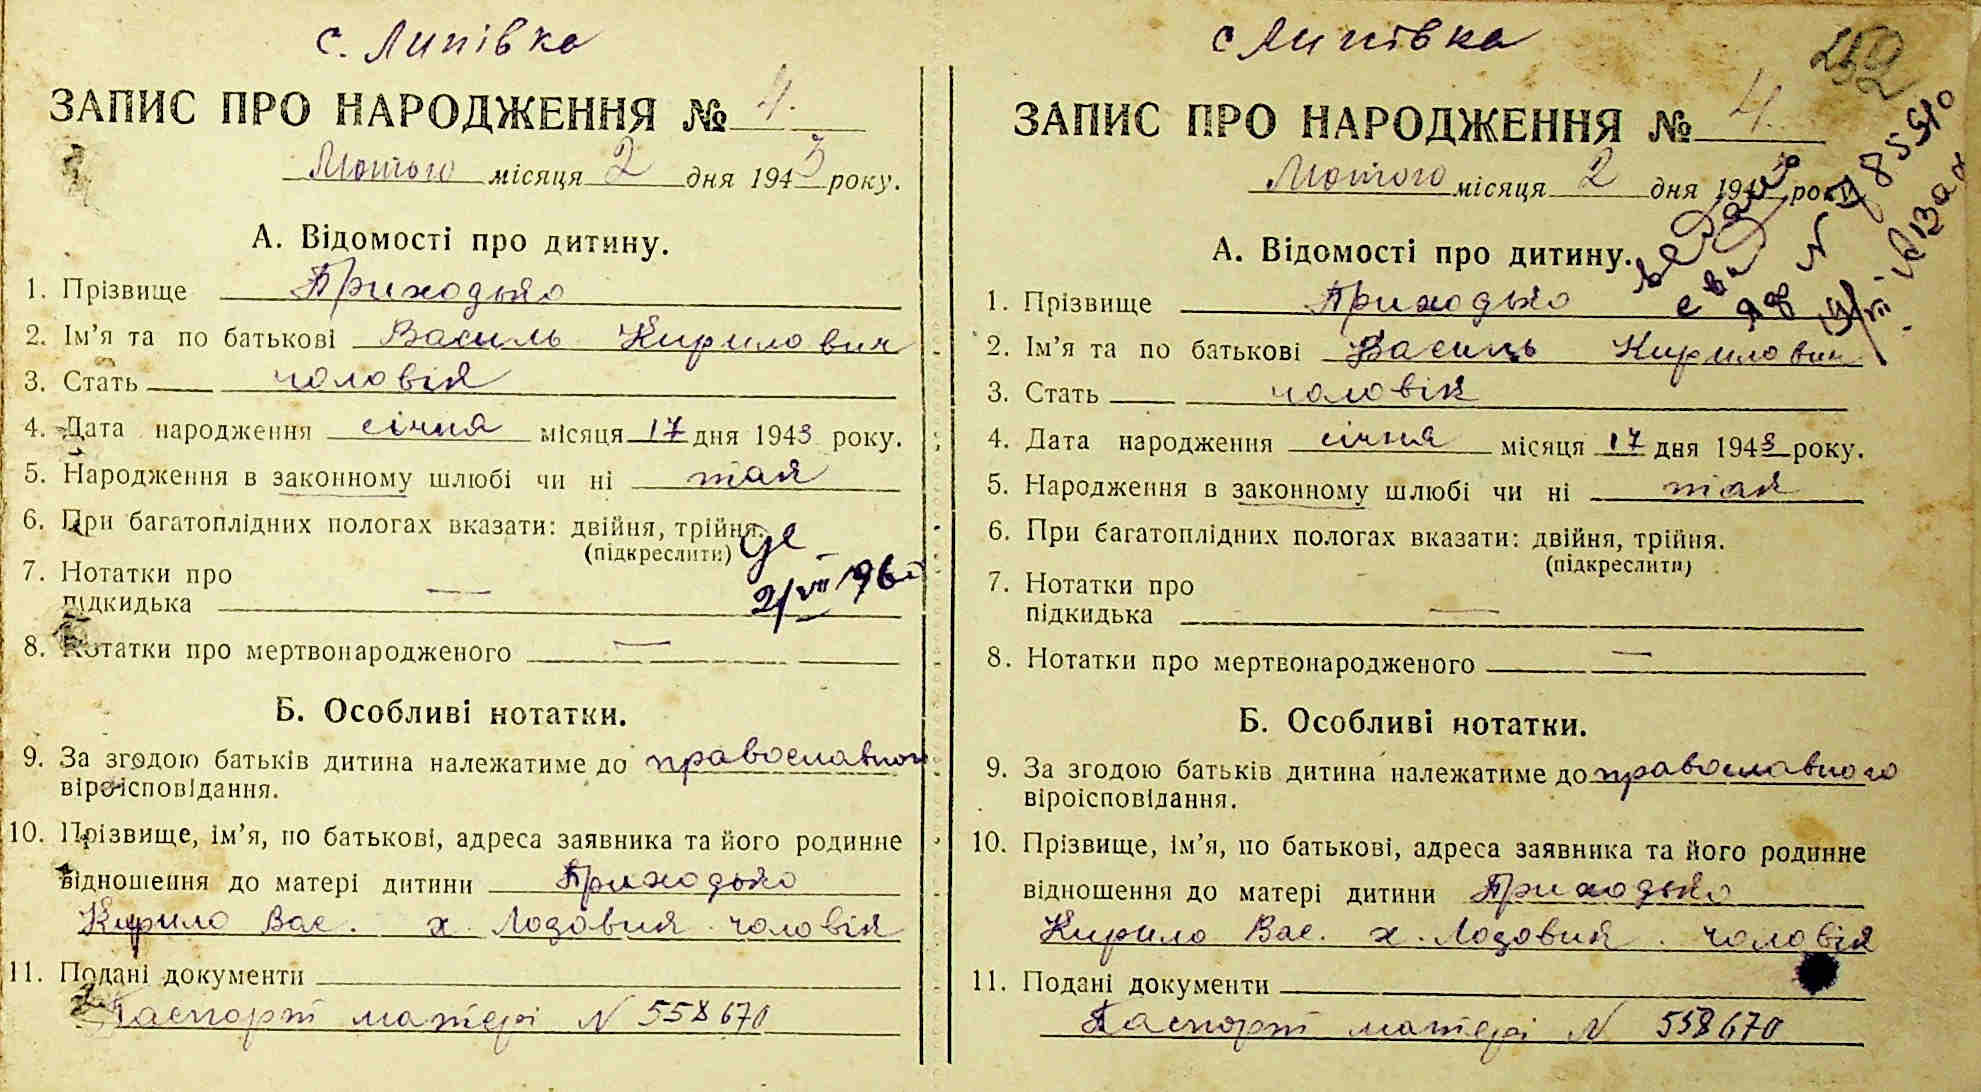 с. Липівка
ЗАПИС ПРО НАРОДЖЕННЯ № 4.
Лютого місяця 2 дня 1943 року.
А. Відомості про дитину.
1. Прізвище Приходько
2. Ім’я та по батькові Василь Кирилович
3. Стать чоловік
4. Дата народження січня місяця 17 дня 1943 року.
5. Народження в законному шлюбі чи ні так
6. При багатоплідних пологах вказати: двійня, трійня.
(підкреслити)
7. Нотатки про
підкидька —
2/VII 196
8. Нотатки про мертвонародженого —
Б. Особливі нотатки.
9. За згодою батьків дитина належатиме до православного
віроісповідання.
10. Прізвище, ім’я, по батькові, адреса заявника та його родинне
відношення до матері дитини Приходько
Кирило Вас. х. Лозовий чоловік
11. Подані документи
Паспорт матері N 558670
с Липівка
252
ЗАПИС ПРО НАРОДЖЕННЯ № 4.
Лютого місяця 2 дня 194 року
А. Відомості про дитину.
1. Прізвище Приходько
2. Ім’я та по батькові Василь Кирилович
3. Стать чоловік
4. Дата народження січня місяця 17 дня 1943 року.
5. Народження в законному шлюбі чи ні так
6. При багатоплідних пологах вказати: двійня, трійня.
(підкреслити)
7. Нотатки про
підкидька —
8. Нотатки про мертвонародженого —
Б. Особливі нотатки.
9. За згодою батьків дитина належатиме до православного
віроісповідання.
10. Прізвище, ім’я, по батькові, адреса заявника та його родинне
відношення до матері дитини Приходько
Кирило Вас. х. Лозовий. чоловік
11. Подані документи
Паспорт матері N 558670